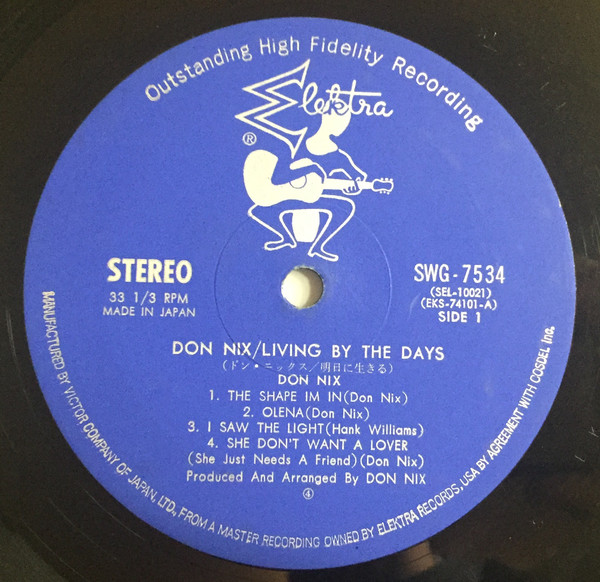 Outstanding High Fidelity Recording
Elektra
®
STEREO
33 1/3 RPM
MADE IN JAPAN
SWG-7534
(SEL-10021)
(EKS-74101-A)
SIDE 1
DON NIX/LIVING BY THE DAYS
(ドン・ニックス/明日に生きる)
DON NIX
1. THE SHAPE IM IN(Don Nix)
2. OLENA(Don Nix)
3. I SAW THE LIGHT(Hank Williams)
4. SHE DON'T WANT A LOVER
(She Just Needs A Friend)(Don Nix)
Produced And Arranged By DON NIX
④
MANUFACTURED BY VICTOR COMPANY OF JAPAN, LTD., FROM A MASTER RECORDING OWNED BY ELEKTRA RECORDS, USA BY AGREEMENT WITH COSDEL Inc.